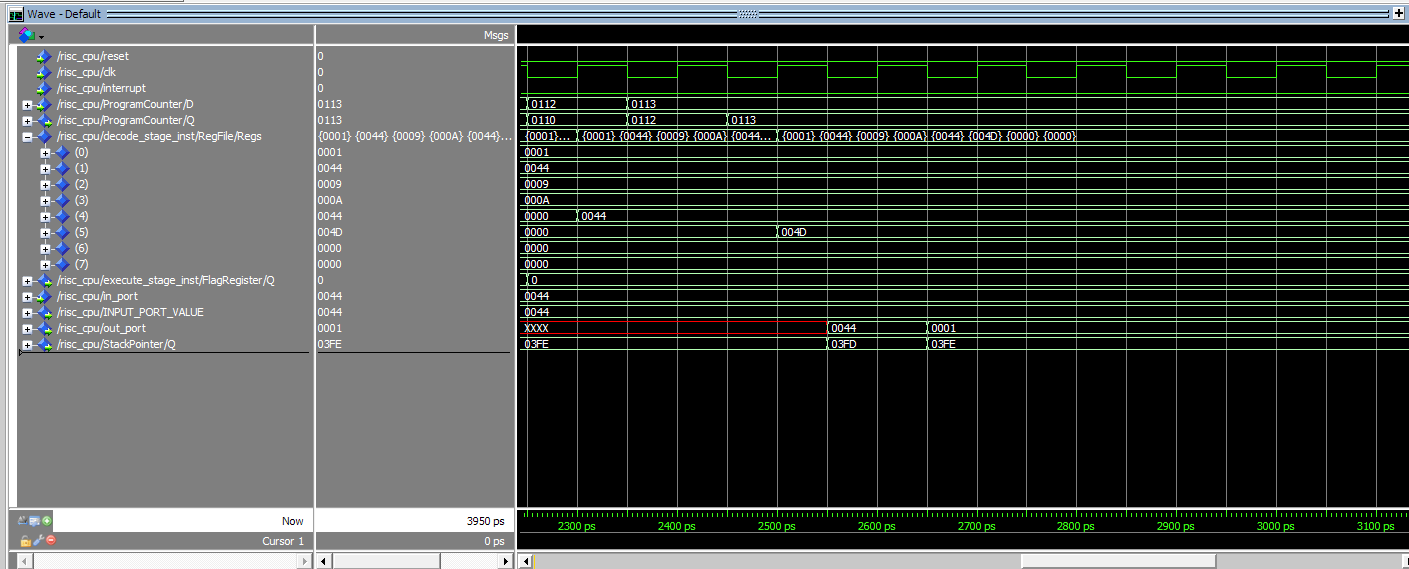 Wave - Default
Msgs
/risc_cpu/reset 0
/risc_cpu/clk 0
/risc_cpu/interrupt 0
/risc_cpu/ProgramCounter/D 0113 0112 0113
/risc_cpu/ProgramCounter/Q 0113 0110 0112 0113
/risc_cpu/decode_stage_inst/RegFile/Regs {0001} {0044} {0009} {000A} {0044}... {0001}... {0001} {0044} {0009} {000A} {0044... {0001} {0044} {0009} {000A} {0044} {004D} {0000} {0000}
(0) 0001 0001
(1) 0044 0044
(2) 0009 0009
(3) 000A 000A
(4) 0044 0000 0044
(5) 004D 0000 004D
(6) 0000 0000
(7) 0000 0000
/risc_cpu/execute_stage_inst/FlagRegister/Q 0 0
/risc_cpu/in_port 0044 0044
/risc_cpu/INPUT_PORT_VALUE 0044 0044
/risc_cpu/out_port 0001 XXXX 0044 0001
/risc_cpu/StackPointer/Q 03FE 03FE 03FD 03FE
Now 3950 ps 2300 ps 2400 ps 2500 ps 2600 ps 2700 ps 2800 ps 2900 ps 3000 ps 3100 ps
Cursor 1 0 ps